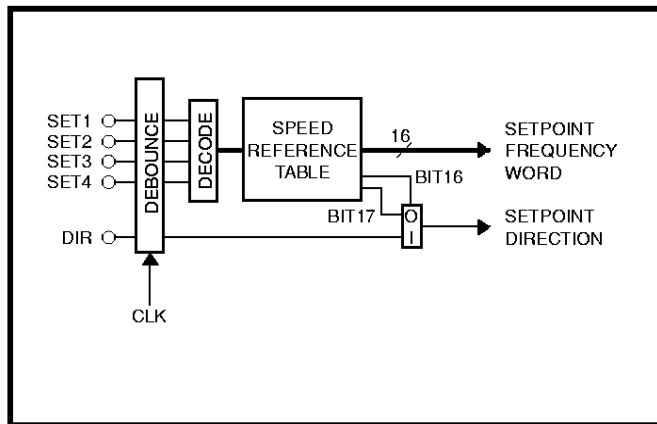 SET1
SET2
SET3
SET4
DIR
DEBOUNCE
DECODE
SPEED
REFERENCE
TABLE
16
BIT16
BIT17
O
I
SETPOINT
FREQUENCY
WORD
SETPOINT
DIRECTION
CLK